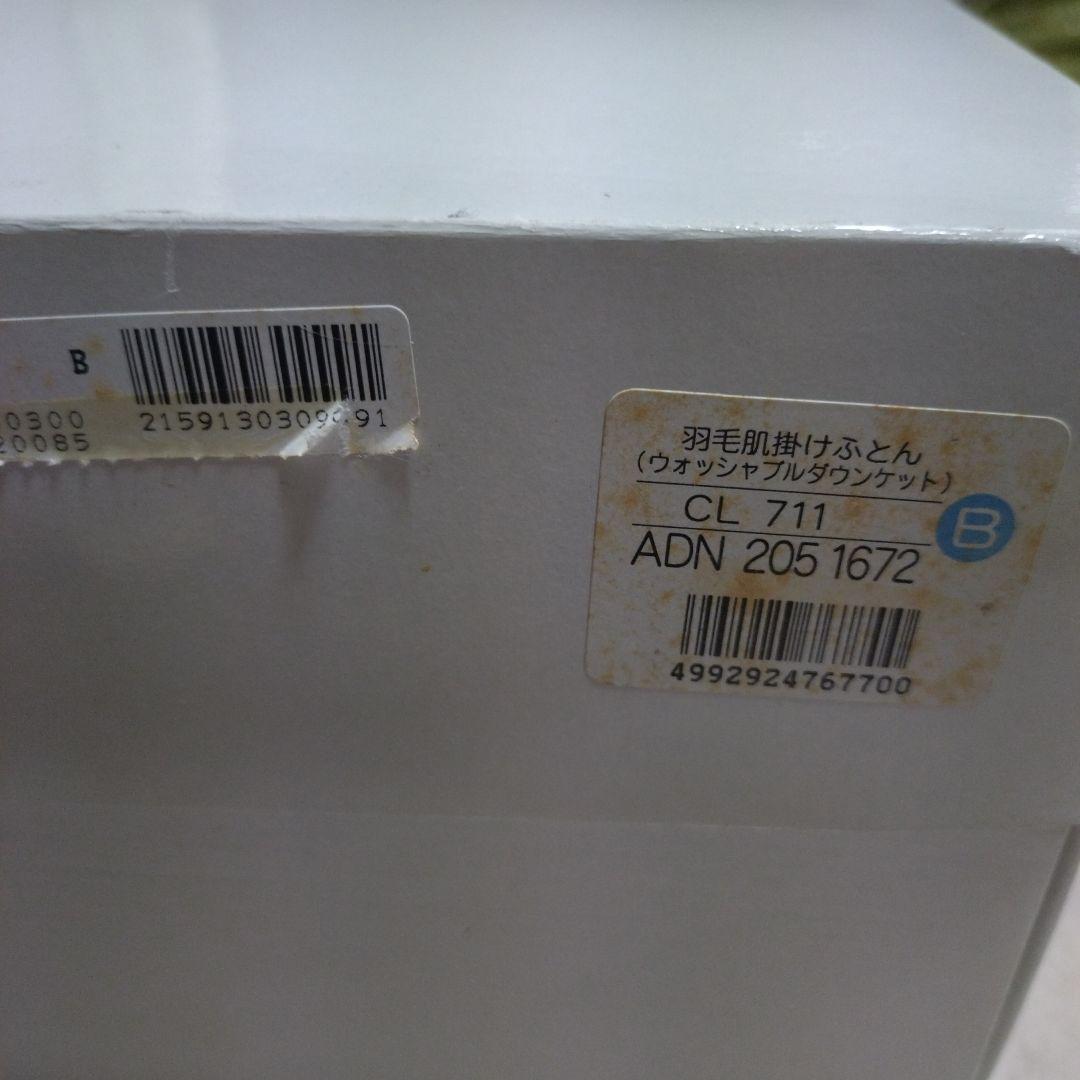 B
0300
20085
羽毛肌掛けふとん
(ウォッシャブルダウンケット)
CL 711
B
ADN 205 1672
4992924767700